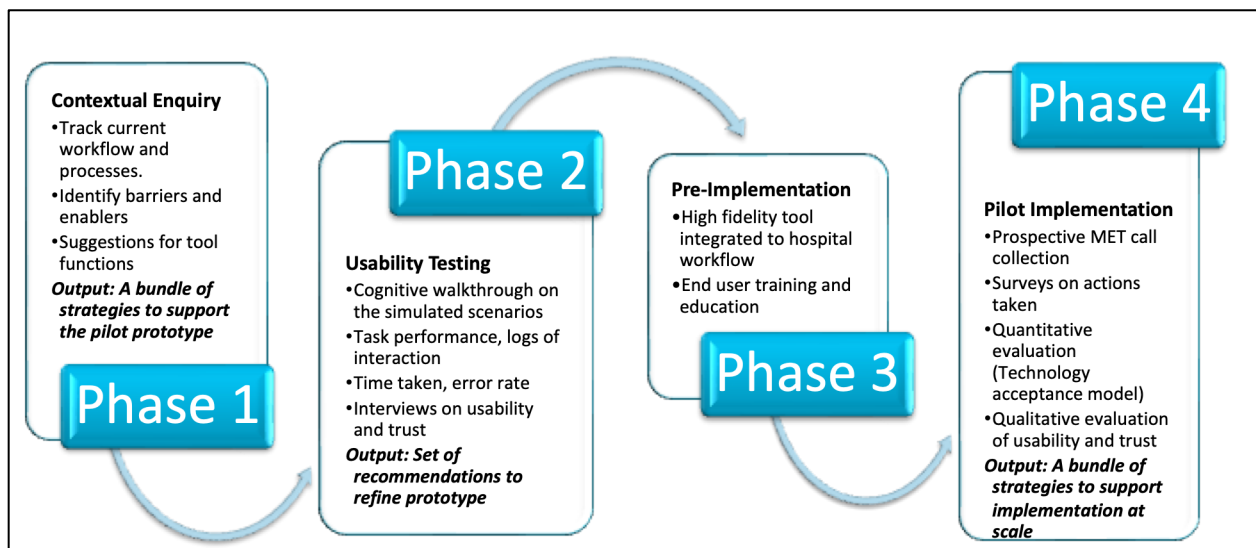 Contextual Enquiry
•Track current
workflow and
processes.
•Identify barriers and
enablers
•Suggestions for tool
functions
Output: A bundle of
strategies to support
the pilot prototype
Phase 1
Phase 2
Usability Testing
•Cognitive walkthrough on
the simulated scenarios
•Task performance, logs of
interaction
•Time taken, error rate
•Interviews on usability
and trust
Output: Set of
recommendations to
refine prototype
Pre-Implementation
•High fidelity tool
integrated to hospital
workflow
•End user training and
education
Phase 3
Phase 4
Pilot Implementation
•Prospective MET call
collection
•Surveys on actions
taken
•Quantitative
evaluation
(Technology
acceptance model)
•Qualitative evaluation
of usability and trust
Output: A bundle of
strategies to support
implementation at
scale